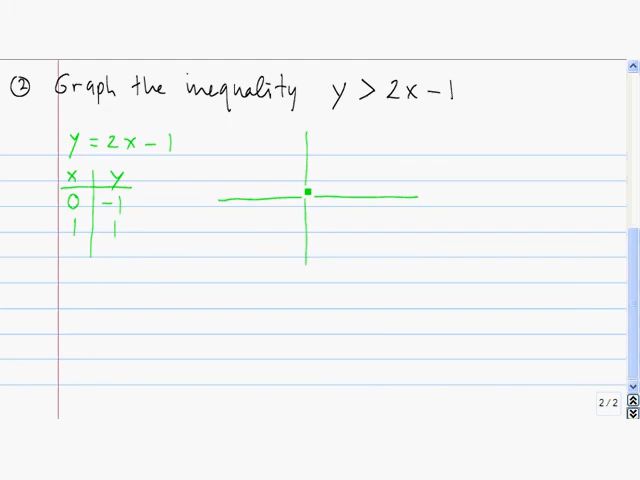 ② Graph the inequality y > 2x - 1
y = 2x - 1
x y
0 -1
1 1
2 / 2